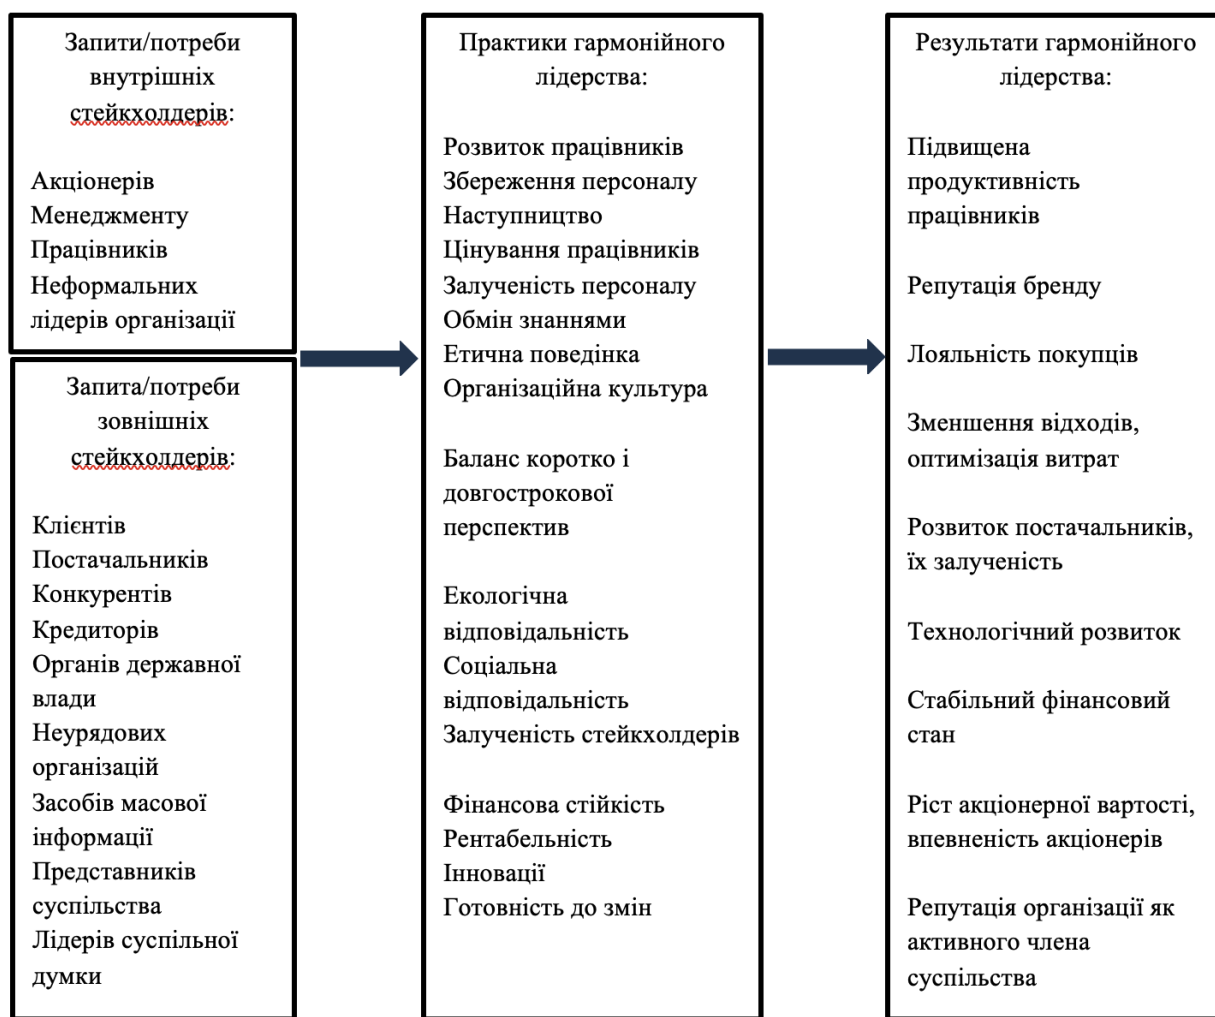 Запити/потреби
внутрішніх
стейкхолдерів:
Акціонерів
Менеджменту
Працівників
Неформальних
лідерів організації
Запита/потреби
зовнішніх
стейкхолдерів:
Клієнтів
Постачальників
Конкурентів
Кредиторів
Органів державної
влади
Неурядових
організацій
Засобів масової
інформації
Представників
суспільства
Лідерів суспільної
думки
Практики гармонійного
лідерства:
Розвиток працівників
Збереження персоналу
Наступництво
Цінування працівників
Залученість персоналу
Обмін знаннями
Етична поведінка
Організаційна культура
Баланс коротко і
довгострокової
перспектив
Екологічна
відповідальність
Соціальна
відповідальність
Залученість стейкхолдерів
Фінансова стійкість
Рентабельність
Інновації
Готовність до змін
Результати гармонійного
лідерства:
Підвищена
продуктивність
працівників
Репутація бренду
Лояльність покупців
Зменшення відходів,
оптимізація витрат
Розвиток постачальників,
їх залученість
Технологічний розвиток
Стабільний фінансовий
стан
Ріст акціонерної вартості,
впевненість акціонерів
Репутація організації як
активного члена
суспільства